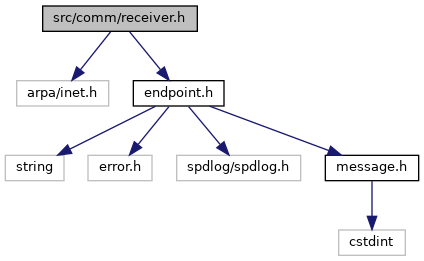 src/comm/receiver.h
arpa/inet.h
endpoint.h
string
error.h
spdlog/spdlog.h
message.h
cstdint